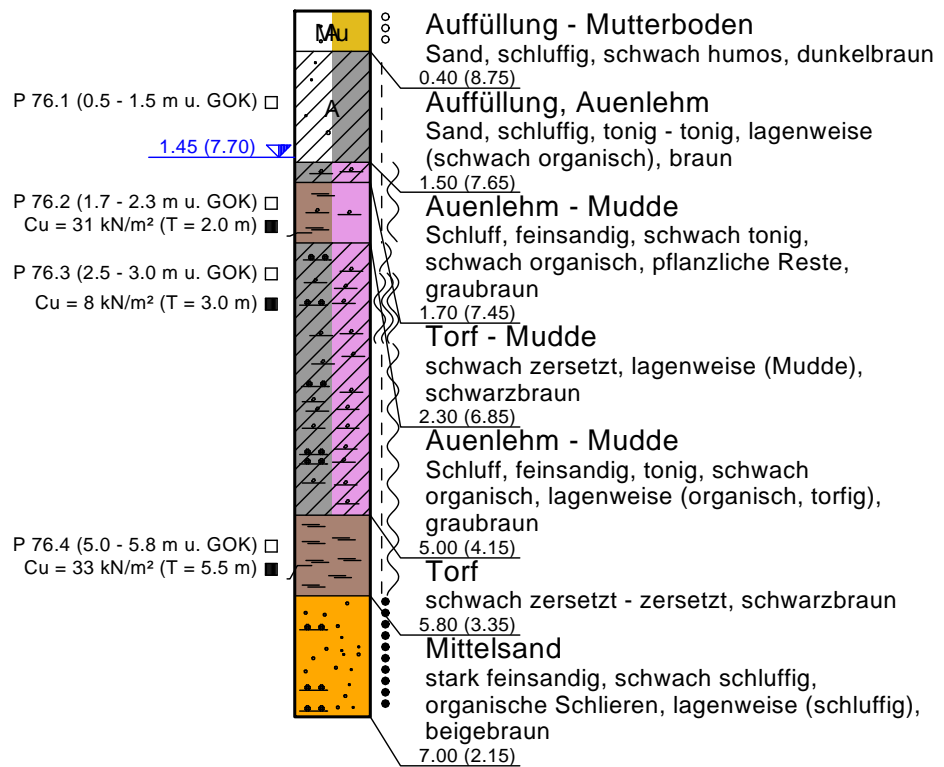 Mu
A
Auffüllung - Mutterboden
Sand, schluffig, schwach humos, dunkelbraun
0.40 (8.75)
P 76.1 (0.5 - 1.5 m u. GOK)
A
Auffüllung, Auenlehm
Sand, schluffig, tonig - tonig, lagenweise
(schwach organisch), braun
1.45 (7.70)
1.50 (7.65)
P 76.2 (1.7 - 2.3 m u. GOK)
Cu = 31 kN/m² (T = 2.0 m)
Auenlehm - Mudde
Schluff, feinsandig, schwach tonig,
schwach organisch, pflanzliche Reste,
graubraun
1.70 (7.45)
P 76.3 (2.5 - 3.0 m u. GOK)
Cu = 8 kN/m² (T = 3.0 m)
Torf - Mudde
schwach zersetzt, lagenweise (Mudde),
schwarzbraun
2.30 (6.85)
Auenlehm - Mudde
Schluff, feinsandig, tonig, schwach
organisch, lagenweise (organisch, torfig),
graubraun
5.00 (4.15)
P 76.4 (5.0 - 5.8 m u. GOK)
Cu = 33 kN/m² (T = 5.5 m)
Torf
schwach zersetzt - zersetzt, schwarzbraun
5.80 (3.35)
Mittelsand
stark feinsandig, schwach schluffig,
organische Schlieren, lagenweise (schluffig),
beigebraun
7.00 (2.15)